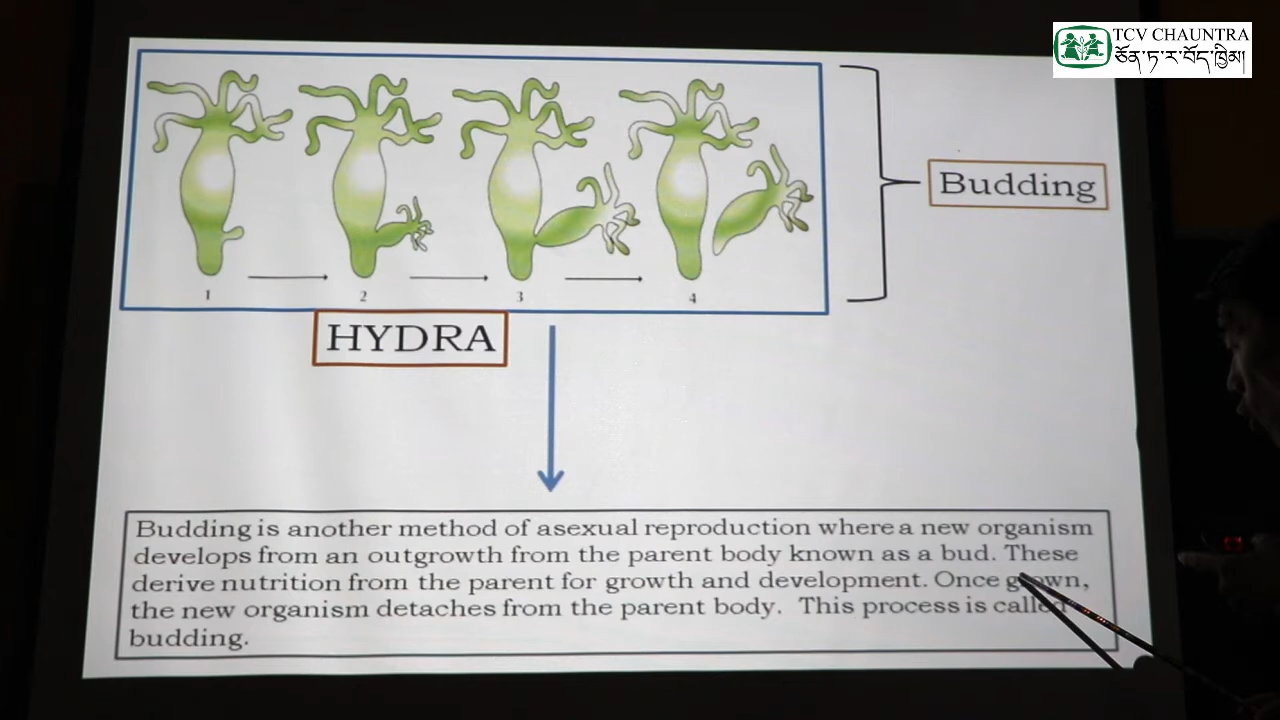 TCV CHAUNTRA
ཅོན་ཏ་ར་བོད་ཁྱིམ།
Budding
1
2
3
4
HYDRA
Budding is another method of asexual reproduction where a new organism
develops from an outgrowth from the parent body known as a bud. These
derive nutrition from the parent for growth and development. Once grown,
the new organism detaches from the parent body. This process is called
budding.